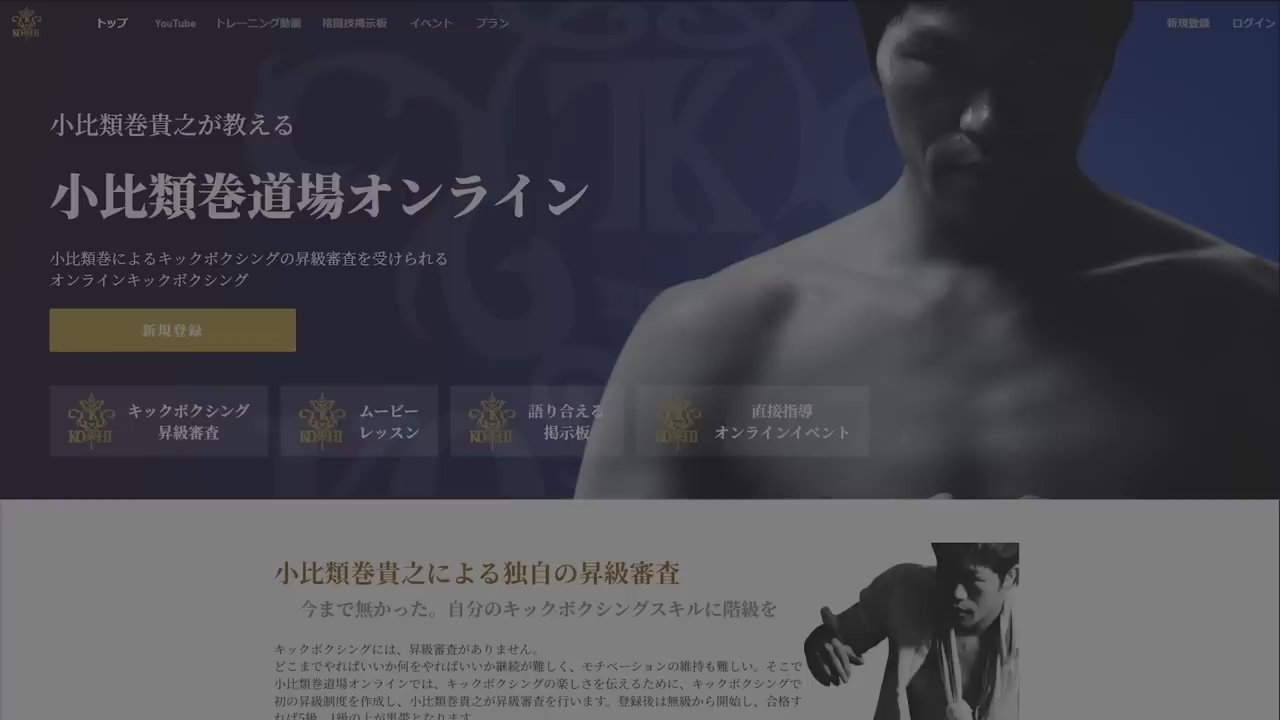 トップ YouTube トレーニング動画 格闘技掲示板 イベント プラン 新規登録 ログイン
小比類巻貴之が教える
小比類巻道場オンライン
小比類巻によるキックボクシングの昇級審査を受けられる
オンラインキックボクシング
新規登録
キックボクシング
昇級審査
ムービー
レッスン
語り合える
掲示板
直接指導
オンラインイベント
小比類巻貴之による独自の昇級審査
今まで無かった。自分のキックボクシングスキルに階級を
キックボクシングには、昇級審査がありません。
どこまでやればいいか何をやればいいか継続が難しく、モチベーションの維持も難しい。そこで
小比類巻道場オンラインでは、キックボクシングの楽しさを伝えるために、キックボクシングで
初の昇級制度を作成し、小比類巻貴之が昇級審査を行います。登録後は無級から開始し、合格す
れば5級、1級の上が黒帯となります。